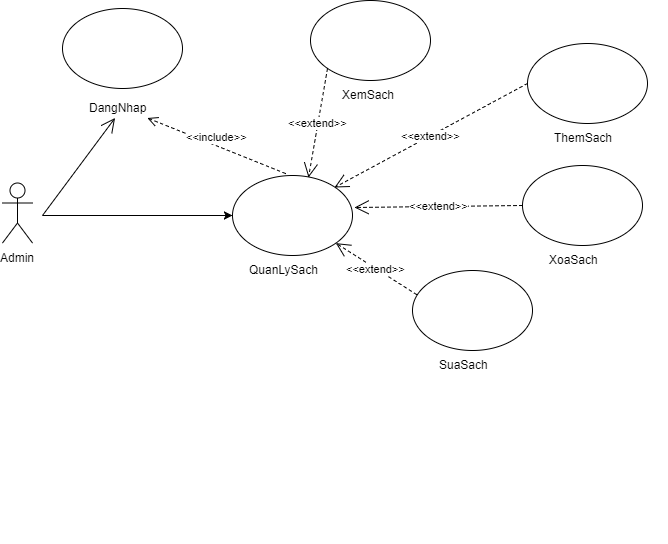 DangNhap
XemSach
<<extend>>
<<include>>
<<extend>>
ThemSach
Admin
QuanLySach
<<extend>>
XoaSach
<<extend>>
SuaSach